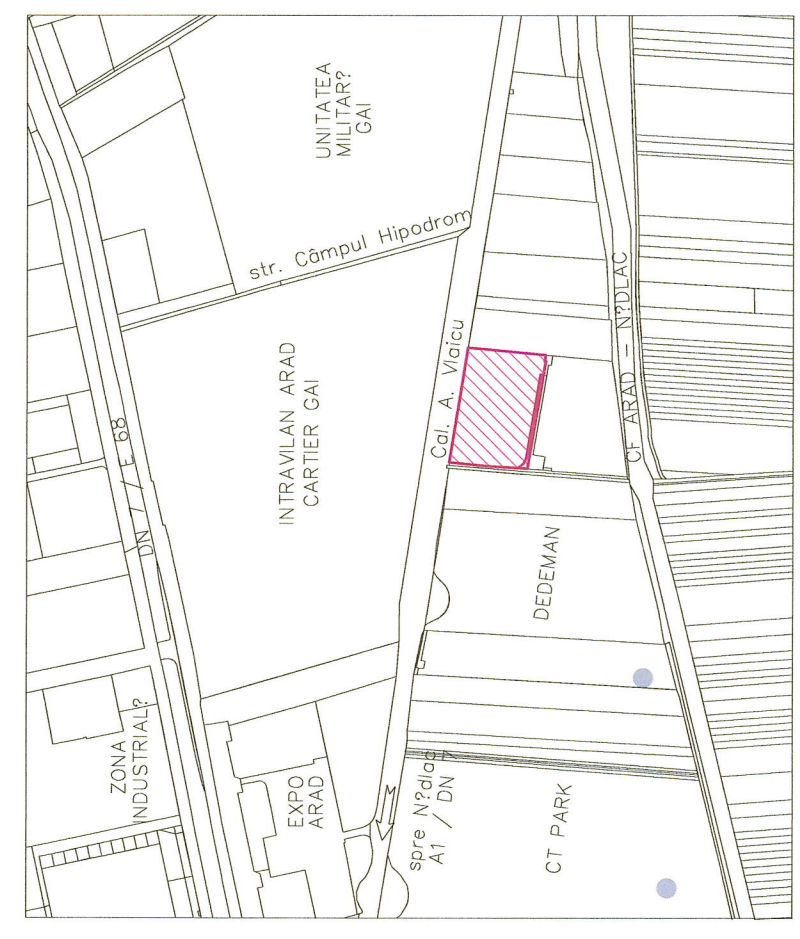 UNITATEA
MILITAR?
GAI
str. Câmpul Hipodrom
Cal. A. Vlaicu
INTRAVILAN ARAD
CARTIER GAI
CF ARAD - N?DLAC
DN 7 / E 68
DEDEMAN
ZONA
INDUSTRIAL?
EXPO
ARAD
spre N?dlac
A1 / DN 7
CT PARK